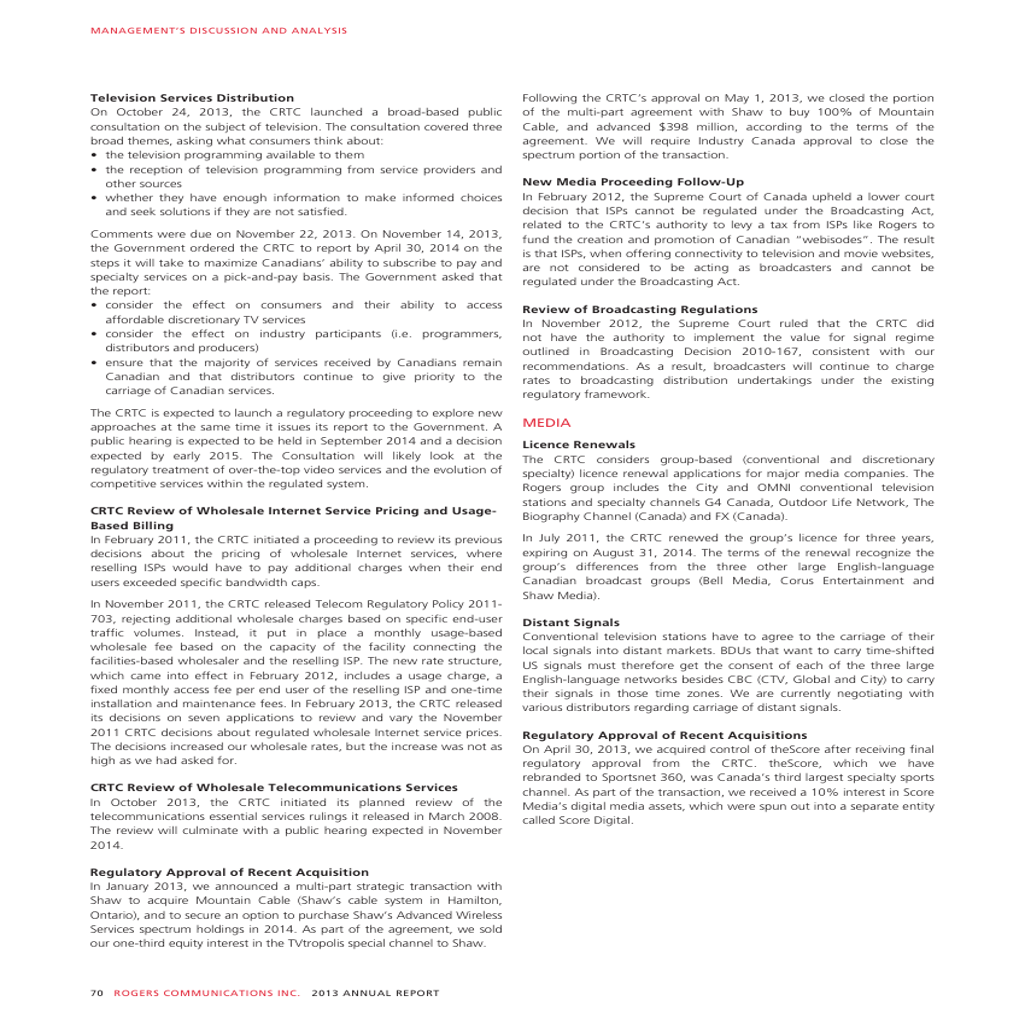 MANAGEMENT'S DISCUSSION AND ANALYSIS
Television Services Distribution
On October 24, 2013, the CRTC launched a broad-based public
consultation on the subject of television. The consultation covered three
broad themes, asking what consumers think about:
• the television programming available to them
• the reception of television programming from service providers and
other sources
• whether they have enough information to make informed choices
and seek solutions if they are not satisfied.
Comments were due on November 22, 2013. On November 14, 2013,
the Government ordered the CRTC to report by April 30, 2014 on the
steps it will take to maximize Canadians' ability to subscribe to pay and
specialty services on a pick-and-pay basis. The Government asked that
the report:
• consider the effect on consumers and their ability to access
affordable discretionary TV services
• consider the effect on industry participants (i.e. programmers,
distributors and producers)
• ensure that the majority of services received by Canadians remain
Canadian and that distributors continue to give priority to the
carriage of Canadian services.
The CRTC is expected to launch a regulatory proceeding to explore new
approaches at the same time it issues its report to the Government. A
public hearing is expected to be held in September 2014 and a decision
expected by early 2015. The Consultation will likely look at the
regulatory treatment of over-the-top video services and the evolution of
competitive services within the regulated system.
CRTC Review of Wholesale Internet Service Pricing and Usage-
Based Billing
In February 2011, the CRTC initiated a proceeding to review its previous
decisions about the pricing of wholesale Internet services, where
reselling ISPs would have to pay additional charges when their end
users exceeded specific bandwidth caps.
In November 2011, the CRTC released Telecom Regulatory Policy 2011-
703, rejecting additional wholesale charges based on specific end-user
traffic volumes. Instead, it put in place a monthly usage-based
wholesale fee based on the capacity of the facility connecting the
facilities-based wholesaler and the reselling ISP. The new rate structure,
which came into effect in February 2012, includes a usage charge, a
fixed monthly access fee per end user of the reselling ISP and one-time
installation and maintenance fees. In February 2013, the CRTC released
its decisions on seven applications to review and vary the November
2011 CRTC decisions about regulated wholesale Internet service prices.
The decisions increased our wholesale rates, but the increase was not as
high as we had asked for.
CRTC Review of Wholesale Telecommunications Services
In October 2013, the CRTC initiated its planned review of the
telecommunications essential services rulings it released in March 2008.
The review will culminate with a public hearing expected in November
2014.
Regulatory Approval of Recent Acquisition
In January 2013, we announced a multi-part strategic transaction with
Shaw to acquire Mountain Cable (Shaw's cable system in Hamilton,
Ontario), and to secure an option to purchase Shaw's Advanced Wireless
Services spectrum holdings in 2014. As part of the agreement, we sold
our one-third equity interest in the TVtropolis special channel to Shaw.
Following the CRTC's approval on May 1, 2013, we closed the portion
of the multi-part agreement with Shaw to buy 100% of Mountain
Cable, and advanced $398 million, according to the terms of the
agreement. We will require Industry Canada approval to close the
spectrum portion of the transaction.
New Media Proceeding Follow-Up
In February 2012, the Supreme Court of Canada upheld a lower court
decision that ISPs cannot be regulated under the Broadcasting Act,
related to the CRTC's authority to levy a tax from ISPs like Rogers to
fund the creation and promotion of Canadian "webisodes". The result
is that ISPs, when offering connectivity to television and movie websites,
are not considered to be acting as broadcasters and cannot be
regulated under the Broadcasting Act.
Review of Broadcasting Regulations
In November 2012, the Supreme Court ruled that the CRTC did
not have the authority to implement the value for signal regime
outlined in Broadcasting Decision 2010-167, consistent with our
recommendations. As a result, broadcasters will continue to charge
rates to broadcasting distribution undertakings under the existing
regulatory framework.
MEDIA
Licence Renewals
The CRTC considers group-based (conventional and discretionary
specialty) licence renewal applications for major media companies. The
Rogers group includes the City and OMNI conventional television
stations and specialty channels G4 Canada, Outdoor Life Network, The
Biography Channel (Canada) and FX (Canada).
In July 2011, the CRTC renewed the group's licence for three years,
expiring on August 31, 2014. The terms of the renewal recognize the
group's differences from the three other large English-language
Canadian broadcast groups (Bell Media, Corus Entertainment and
Shaw Media).
Distant Signals
Conventional television stations have to agree to the carriage of their
local signals into distant markets. BDUs that want to carry time-shifted
US signals must therefore get the consent of each of the three large
English-language networks besides CBC (CTV, Global and City) to carry
their signals in those time zones. We are currently negotiating with
various distributors regarding carriage of distant signals.
Regulatory Approval of Recent Acquisitions
On April 30, 2013, we acquired control of theScore after receiving final
regulatory approval from the CRTC. theScore, which we have
rebranded to Sportsnet 360, was Canada's third largest specialty sports
channel. As part of the transaction, we received a 10% interest in Score
Media's digital media assets, which were spun out into a separate entity
called Score Digital.
70 ROGERS COMMUNICATIONS INC. 2013 ANNUAL REPORT